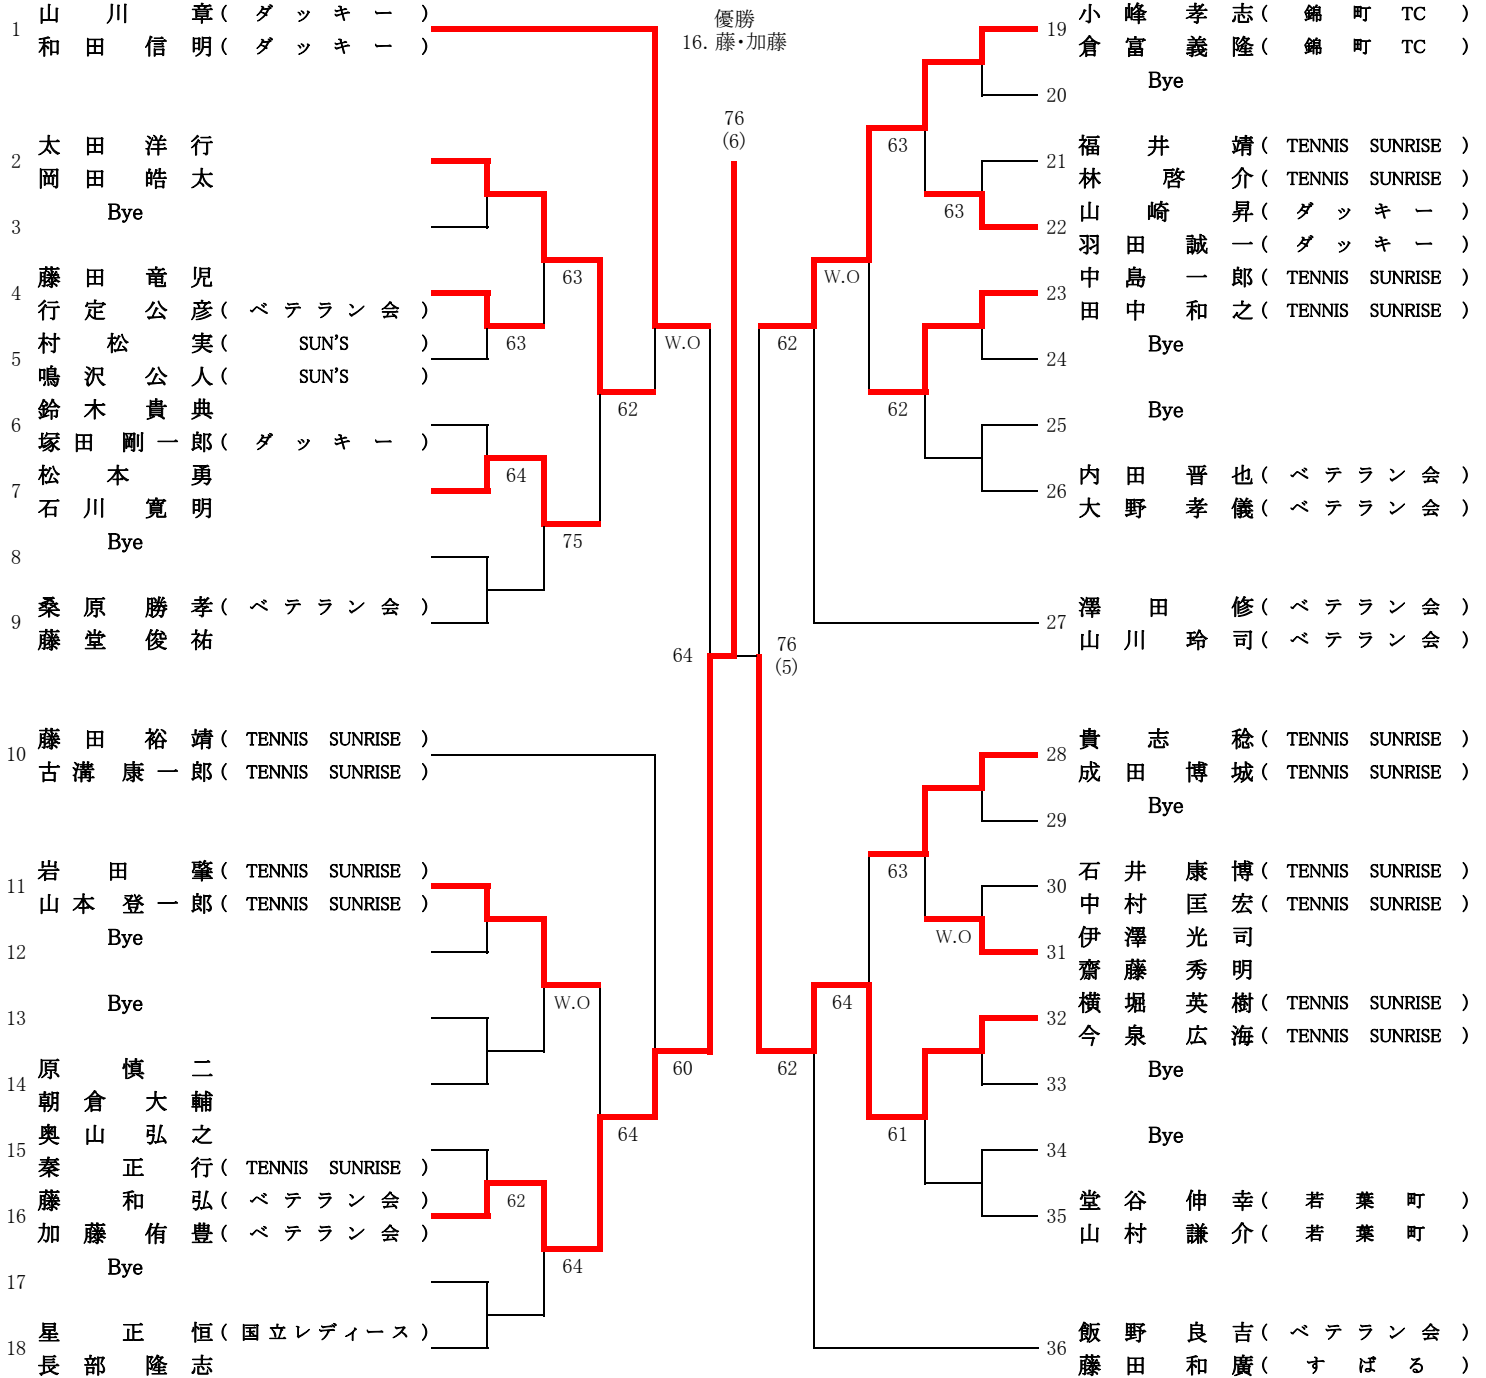 優勝
16. 藤・加藤
1 山川章(ダッキー)
和田信明(ダッキー)
2 太田洋行
岡田皓太
3 Bye
4 藤田竜児
行定公彦(ベテラン会)
5 村松実(SUN'S)
鳴沢公人(SUN'S)
6 鈴木貴典
塚田剛一郎(ダッキー)
7 松本勇
石川寛明
8 Bye
9 桑原勝孝(ベテラン会)
藤堂俊祐
10 藤田裕靖(TENNIS SUNRISE)
古溝康一郎(TENNIS SUNRISE)
11 岩田肇(TENNIS SUNRISE)
山本登一郎(TENNIS SUNRISE)
12 Bye
13 Bye
14 原慎二
朝倉大輔
15 奥山弘之
秦正行(TENNIS SUNRISE)
16 藤和弘(ベテラン会)
加藤侑豊(ベテラン会)
17 Bye
18 星正恒(国立レディース)
長部隆志
63
63
64
75
62
W.O
W.O
62
64
64
60
64
76
(6)
76
(5)
62
W.O
63
63
62
63
W.O
64
61
62
19 小峰孝志(錦町TC)
倉富義隆(錦町TC)
20 Bye
21 福井靖(TENNIS SUNRISE)
林啓介(TENNIS SUNRISE)
22 山崎昇(ダッキー)
羽田誠一(ダッキー)
23 中島一郎(TENNIS SUNRISE)
田中和之(TENNIS SUNRISE)
24 Bye
25 Bye
26 内田晋也(ベテラン会)
大野孝儀(ベテラン会)
27 澤田修(ベテラン会)
山川玲司(ベテラン会)
28 貴志稔(TENNIS SUNRISE)
成田博城(TENNIS SUNRISE)
29 Bye
30 石井康博(TENNIS SUNRISE)
中村匡宏(TENNIS SUNRISE)
31 伊澤光司
齋藤秀明
32 横堀英樹(TENNIS SUNRISE)
今泉広海(TENNIS SUNRISE)
33 Bye
34 Bye
35 堂谷伸幸(若葉町)
山村謙介(若葉町)
36 飯野良吉(ベテラン会)
藤田和廣(すばる)